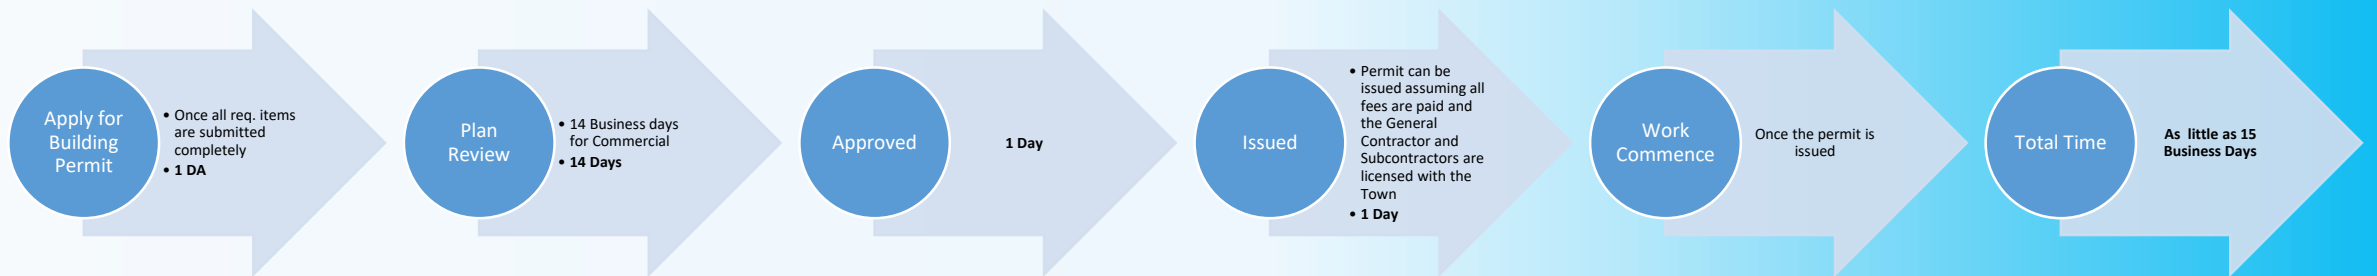 Apply for
Building
Permit
• Once all req. items
are submitted
completely
• 1 DA
Plan
Review
• 14 Business days
for Commercial
• 14 Days
Approved
1 Day
Issued
• Permit can be
issued assuming all
fees are paid and
the General
Contractor and
Subcontractors are
licensed with the
Town
• 1 Day
Work
Commence
Once the permit is
issued
Total Time
As little as 15
Business Days